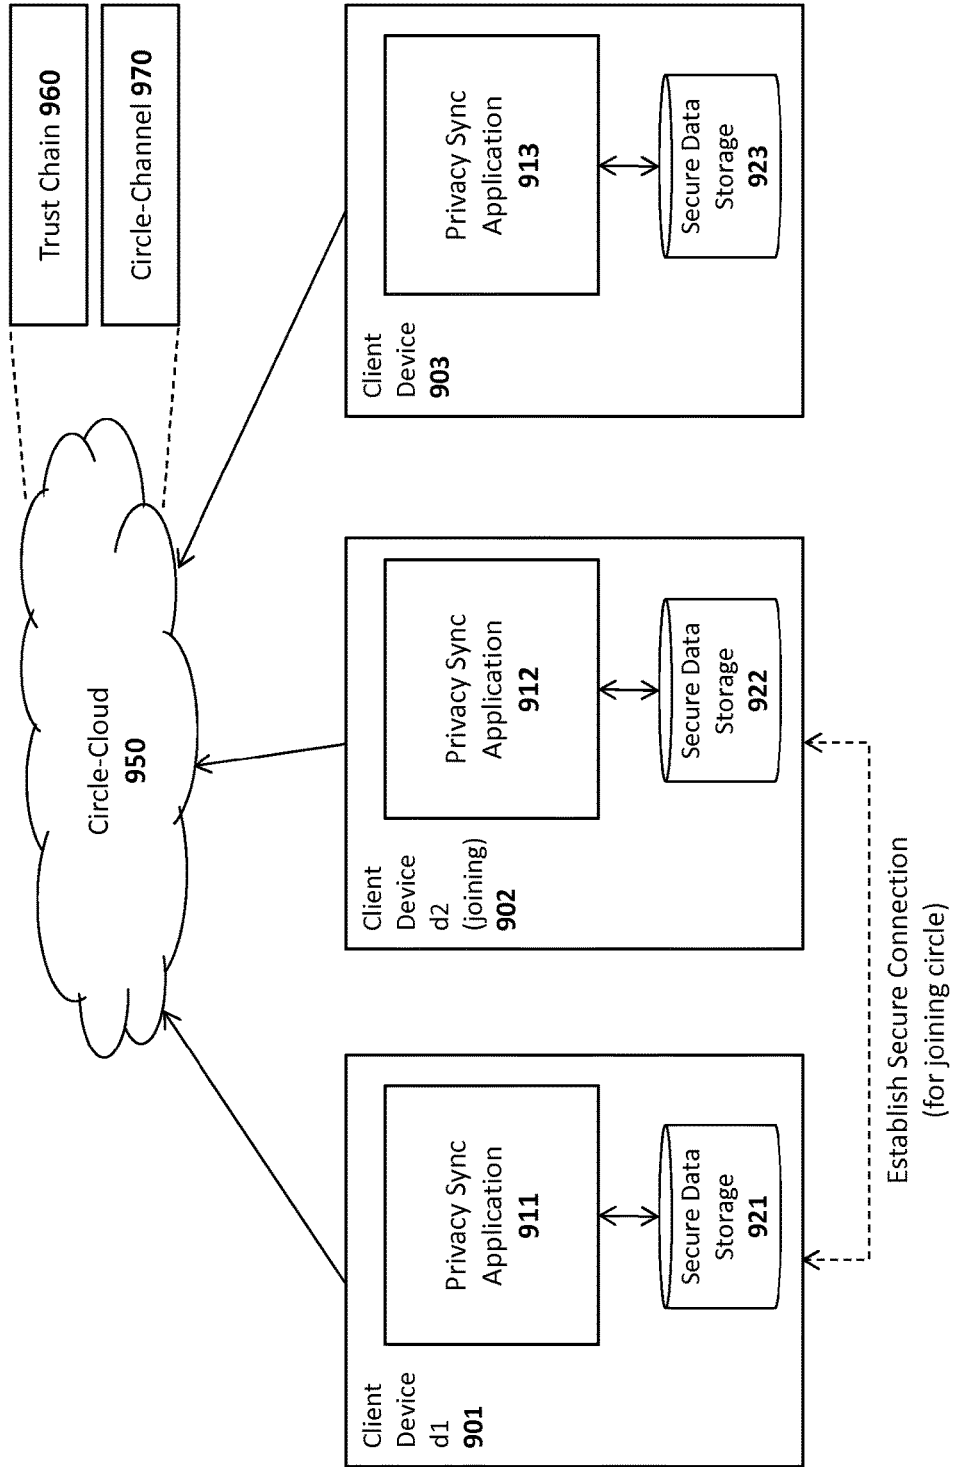 Trust Chain 960
Circle-Channel 970
Circle-Cloud
950
Client
Device
d1
901
Privacy Sync
Application
911
Secure Data
Storage
921
Client
Device
d2
(joining)
902
Privacy Sync
Application
912
Secure Data
Storage
922
Client
Device
903
Privacy Sync
Application
913
Secure Data
Storage
923
Establish Secure Connection
(for joining circle)